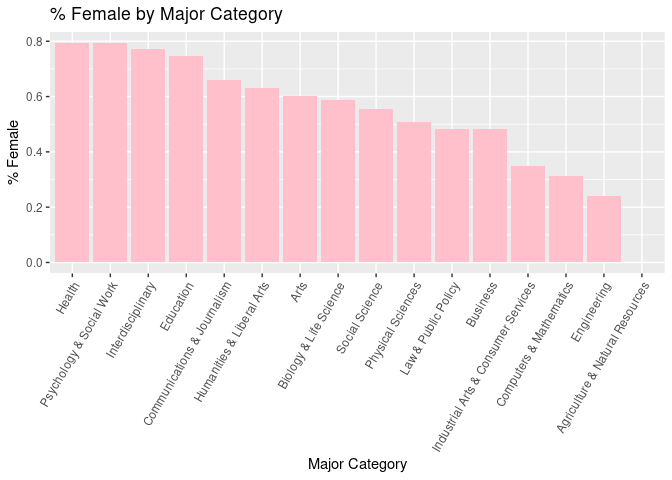 % Female by Major Category
% Female
0.8
0.6
0.4
0.2
0.0
Health
Psychology & Social Work
Interdisciplinary
Education
Communications & Journalism
Humanities & Liberal Arts
Arts
Biology & Life Science
Social Science
Physical Sciences
Law & Public Policy
Business
Industrial Arts & Consumer Services
Computers & Mathematics
Engineering
Agriculture & Natural Resources
Major Category